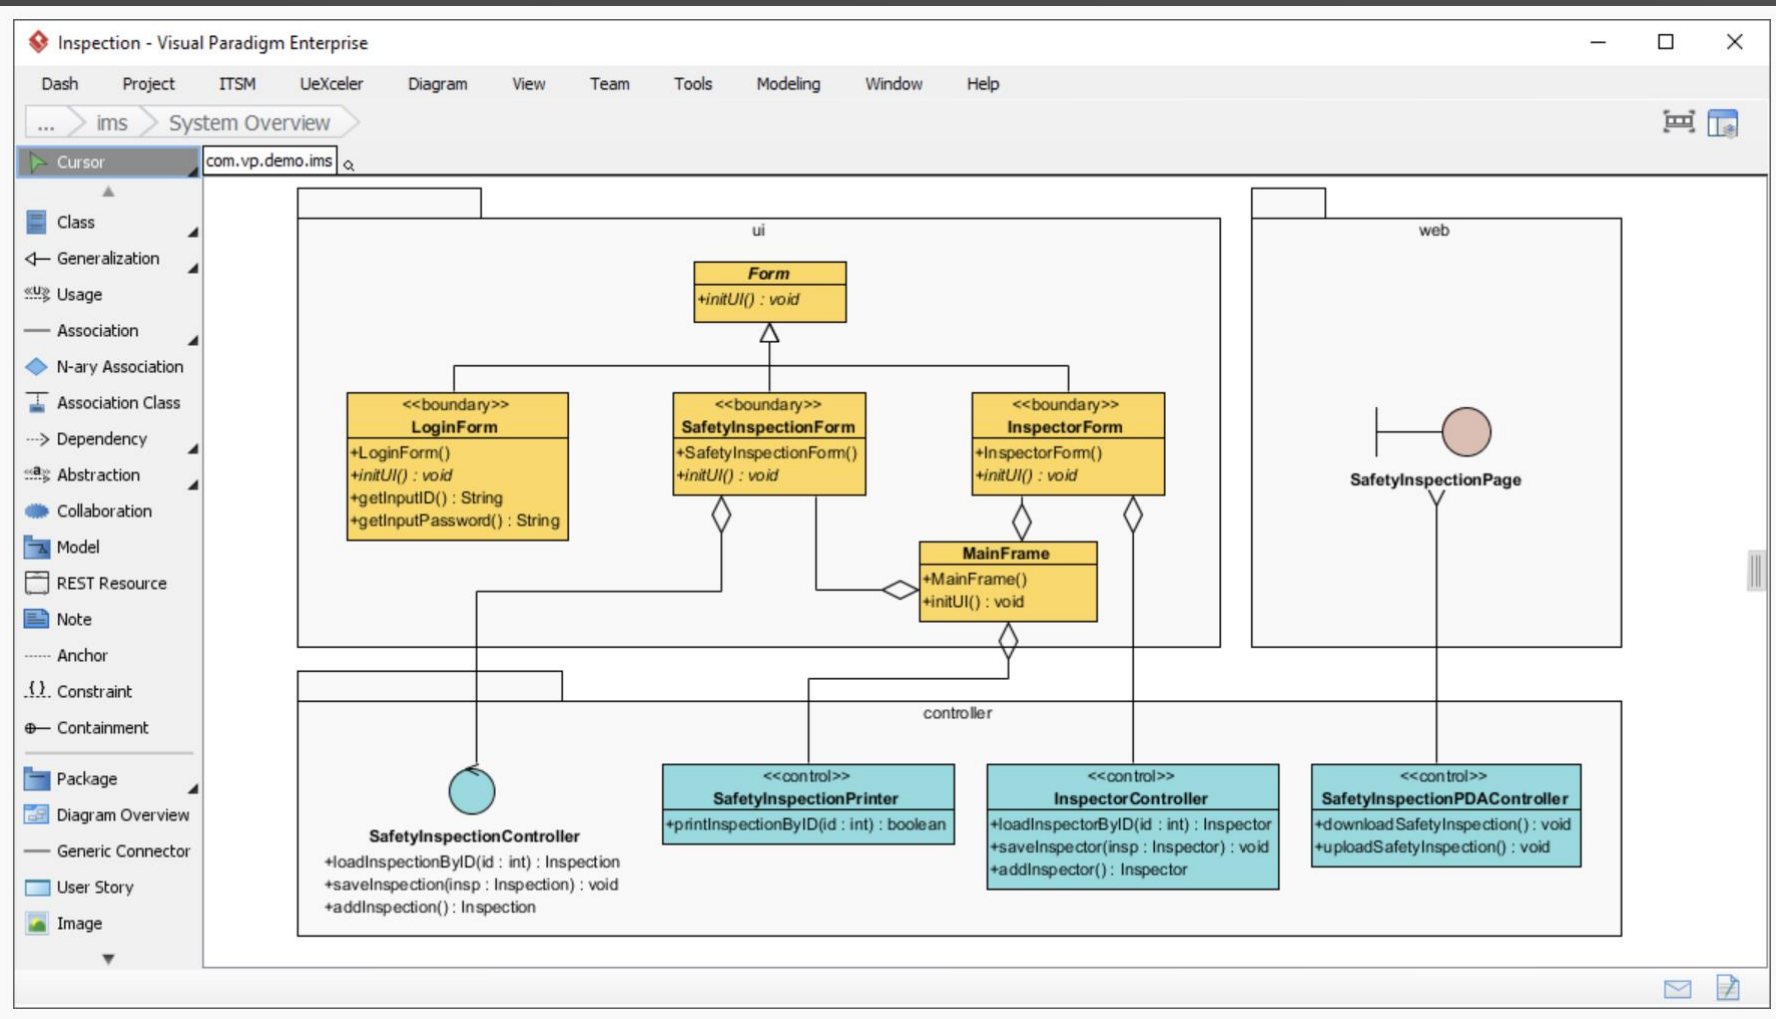 Inspection - Visual Paradigm Enterprise
Dash Project ITSM UeXceler Diagram View Team Tools Modeling Window Help
... ims System Overview
Cursor
com.vp.demo.ims
Class
Generalization
Usage
Association
N-ary Association
Association Class
Dependency
Abstraction
Collaboration
Model
REST Resource
Note
Anchor
Constraint
Containment
Package
Diagram Overview
Generic Connector
User Story
Image
ui
Form
+initUI() : void
<<boundary>>
LoginForm
+LoginForm()
+initUI() : void
+getInputID() : String
+getInputPassword() : String
<<boundary>>
SafetyInspectionForm
+SafetyInspectionForm()
+initUI() : void
<<boundary>>
InspectorForm
+InspectorForm()
+initUI() : void
MainFrame
+MainFrame()
+initUI() : void
web
SafetyInspectionPage
controller
SafetyInspectionController
+loadInspectionByID(id : int) : Inspection
+saveInspection(insp : Inspection) : void
+addInspection() : Inspection
<<control>>
SafetyInspectionPrinter
+printInspectionByID(id : int) : boolean
<<control>>
InspectorController
+loadInspectorByID(id : int) : Inspector
+saveInspector(insp : Inspector) : void
+addInspector() : Inspector
<<control>>
SafetyInspectionPDAController
+downloadSafetyInspection() : void
+uploadSafetyInspection() : void